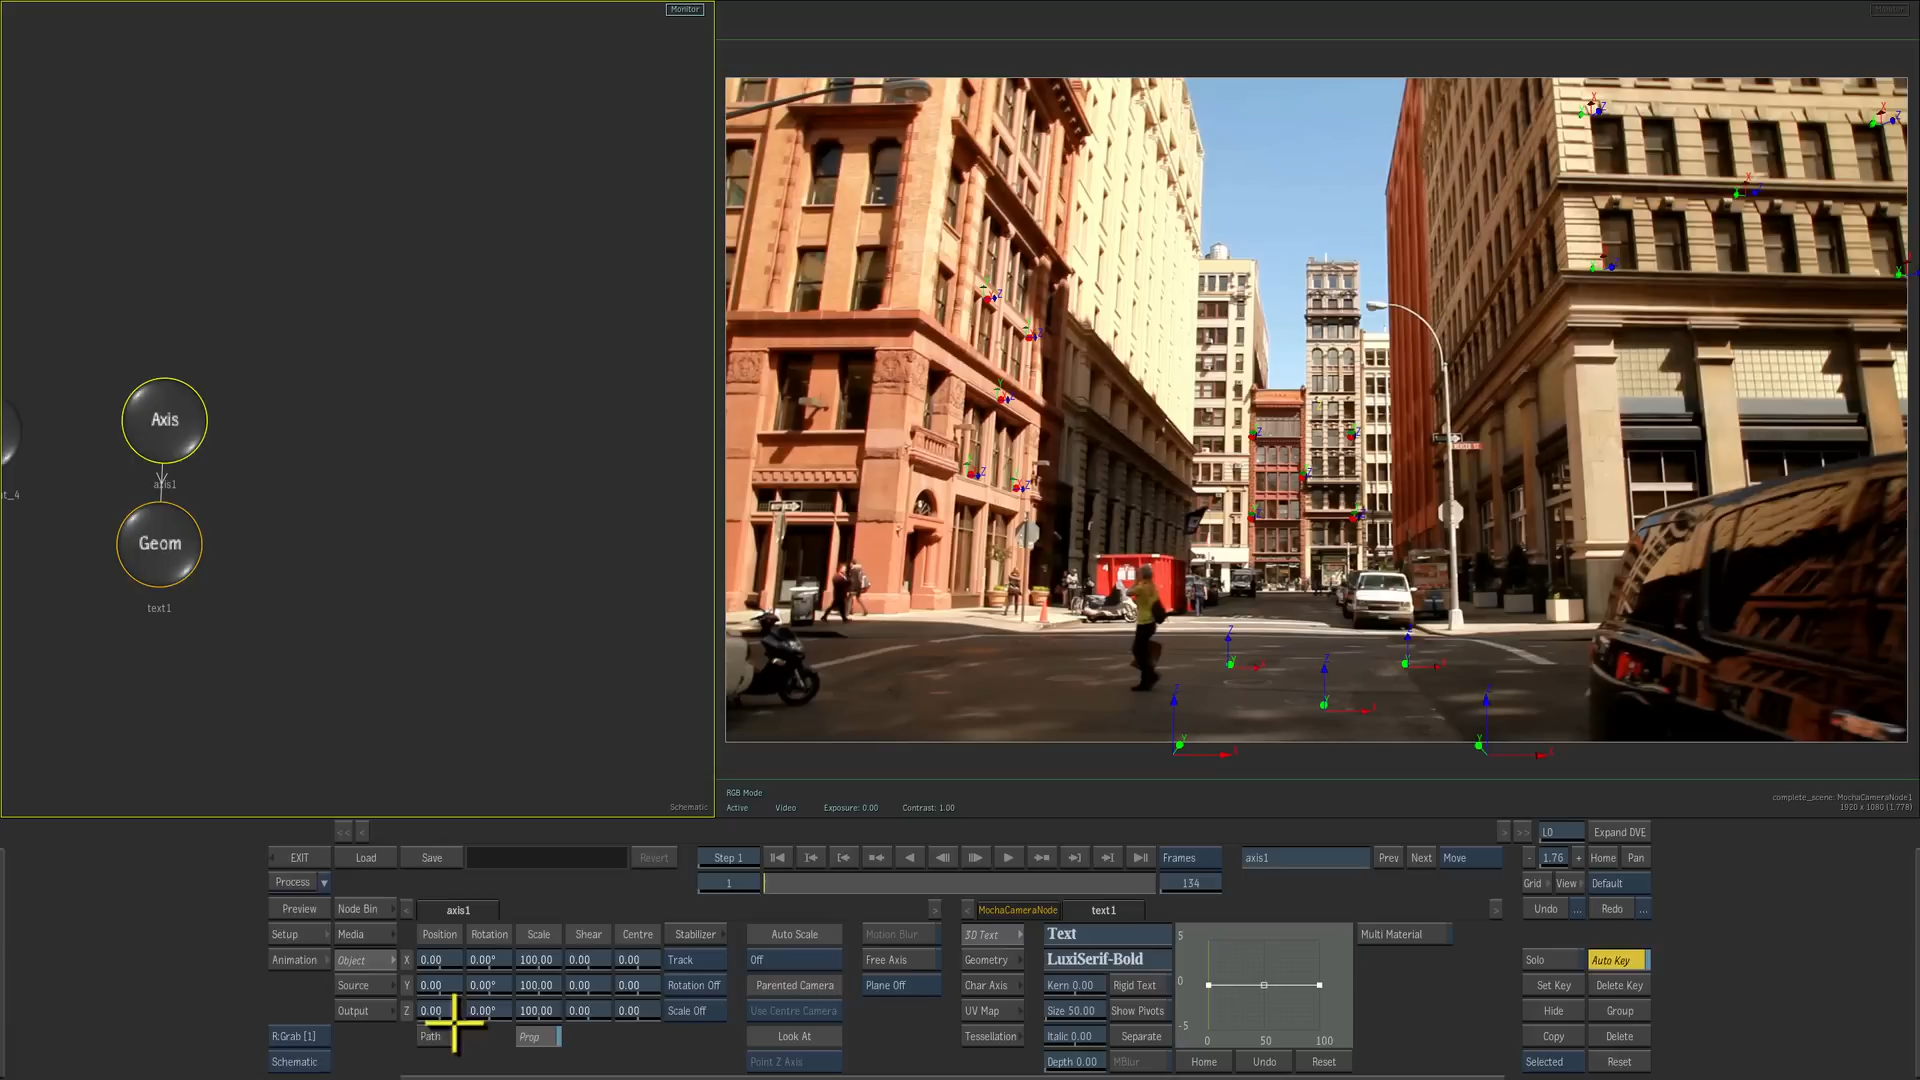 Monitor
Monitor
Axis
axis1
t_4
Geom
text1
Schematic
RGB Mode
Active Video Exposure: 0.00 Contrast: 1.00
complete_scene: MochaCameraNode1
1920 x 1080 (1.778)
<< < > >> L0 Expand DVE
EXIT Load Save Revert Step 1 Frames axis1 Prev Next Move - 1.76 + Home Pan
Process 1 134 Grid View Default
Preview Node Bin < axis1 > < MochaCameraNode text1 > Undo ... Redo ...
Setup Media Position Rotation Scale Shear Centre Stabilizer Auto Scale Motion Blur 3D Text Text 5 Multi Material
Animation Object X 0.00 0.00° 100.00 0.00 0.00 Track Off Free Axis Geometry LuxiSerif-Bold Solo Auto Key
Source Y 0.00 0.00° 100.00 0.00 0.00 Rotation Off Parented Camera Plane Off Char Axis Kern 0.00 Rigid Text 0 Set Key Delete Key
Output Z 0.00 0.00° 100.00 0.00 0.00 Scale Off Use Centre Camera UV Map Size 50.00 Show Pivots -5 Hide Group
R:Grab [1] Path Prop Look At Tessellation Italic 0.00 Separate 0 50 100 Copy Delete
Schematic Point Z Axis Depth 0.00 MBlur Home Undo Reset Selected Reset